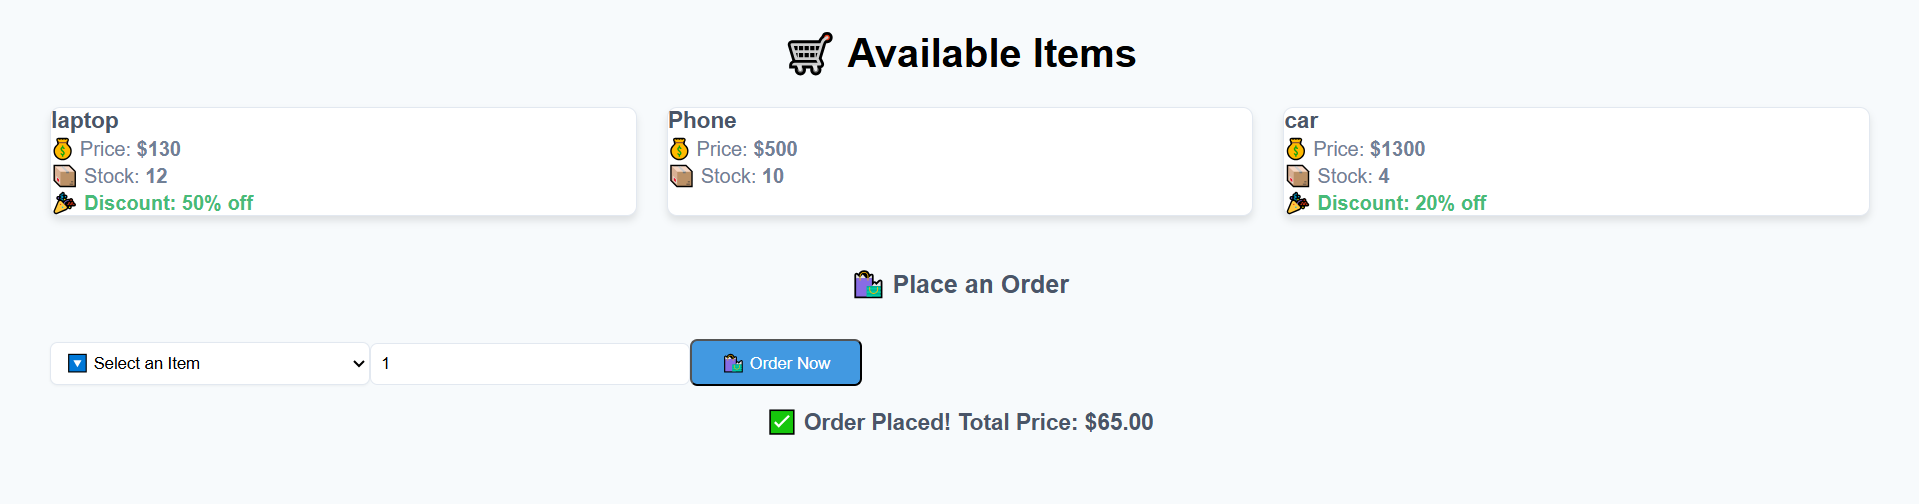 Available Items
laptop
Price: $130
Stock: 12
Discount: 50% off
Phone
Price: $500
Stock: 10
car
Price: $1300
Stock: 4
Discount: 20% off
Place an Order
Select an Item
1
Order Now
Order Placed! Total Price: $65.00